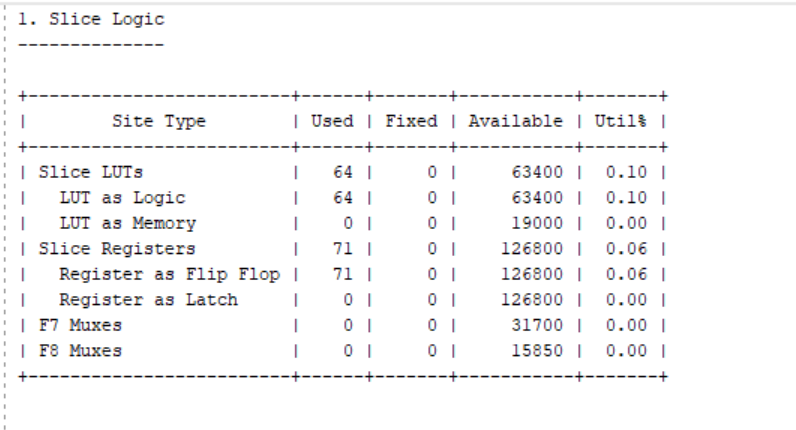 1. Slice Logic
--------------
+-------------------------+------+-------+-----------+-------+
|        Site Type        | Used | Fixed | Available | Util% |
+-------------------------+------+-------+-----------+-------+
| Slice LUTs              |   64 |     0 |     63400 |  0.10 |
|   LUT as Logic          |   64 |     0 |     63400 |  0.10 |
|   LUT as Memory         |    0 |     0 |     19000 |  0.00 |
| Slice Registers         |   71 |     0 |    126800 |  0.06 |
|   Register as Flip Flop |   71 |     0 |    126800 |  0.06 |
|   Register as Latch     |    0 |     0 |    126800 |  0.00 |
| F7 Muxes                |    0 |     0 |     31700 |  0.00 |
| F8 Muxes                |    0 |     0 |     15850 |  0.00 |
+-------------------------+------+-------+-----------+-------+